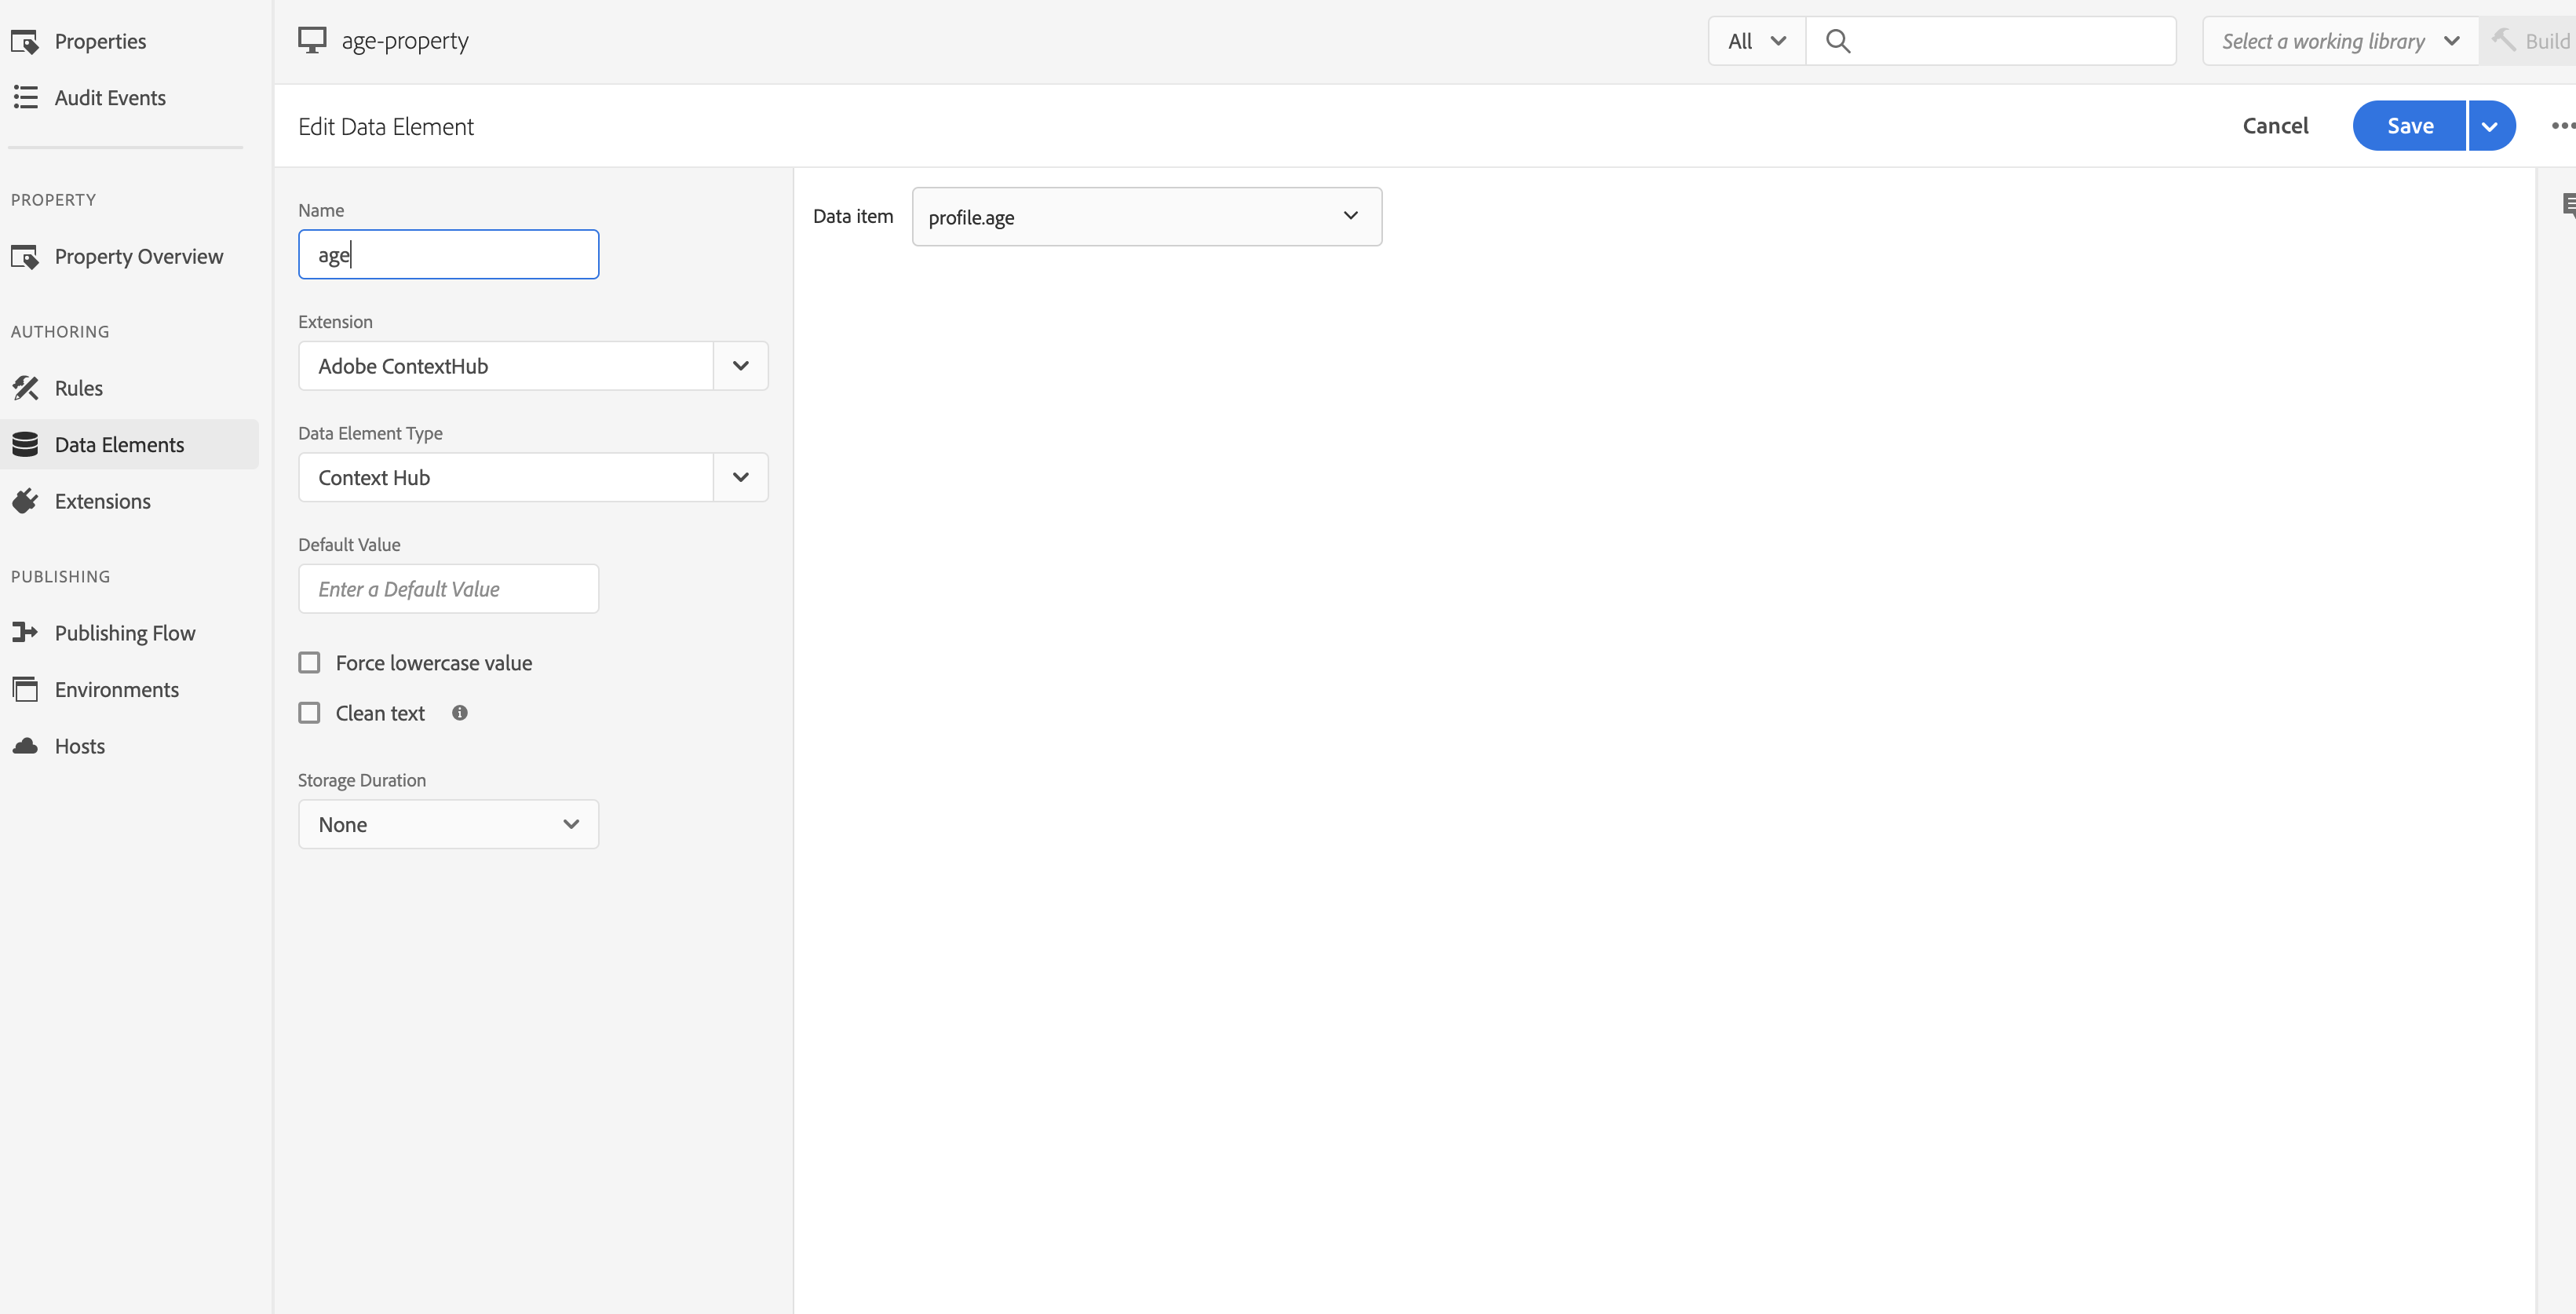 Properties
Audit Events
PROPERTY
Property Overview
AUTHORING
Rules
Data Elements
Extensions
PUBLISHING
Publishing Flow
Environments
Hosts
age-property
All
Select a working library
Build
Edit Data Element
Cancel
Save
Name
age
Extension
Adobe ContextHub
Data Element Type
Context Hub
Default Value
Enter a Default Value
Force lowercase value
Clean text
Storage Duration
None
Data item
profile.age